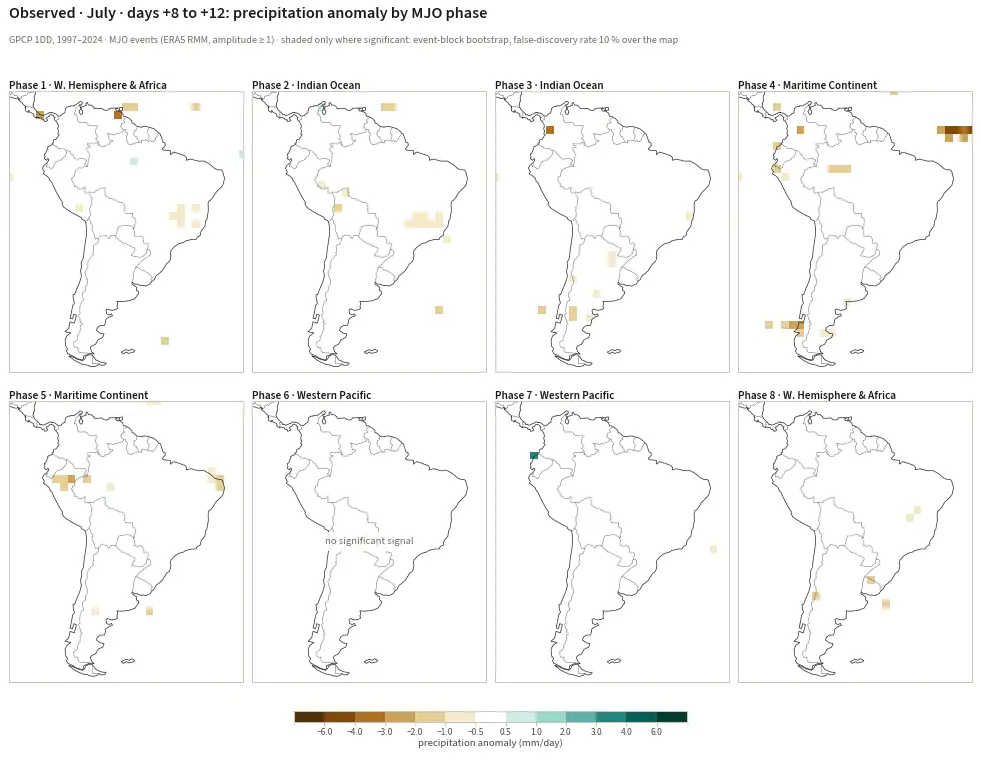 Observed · July · days +8 to +12: precipitation anomaly by MJO phase
GPCP 1DD, 1997–2024 · MJO events (ERA5 RMM, amplitude ≥ 1) · shaded only where significant: event-block bootstrap, false-discovery rate 10 % over the map
Phase 1 · W. Hemisphere & Africa
Phase 2 · Indian Ocean
Phase 3 · Indian Ocean
Phase 4 · Maritime Continent
Phase 5 · Maritime Continent
Phase 6 · Western Pacific
Phase 7 · Western Pacific
Phase 8 · W. Hemisphere & Africa
no significant signal
−6.0 −4.0 −3.0 −2.0 −1.0 −0.5 0.5 1.0 2.0 3.0 4.0 6.0
precipitation anomaly (mm/day)